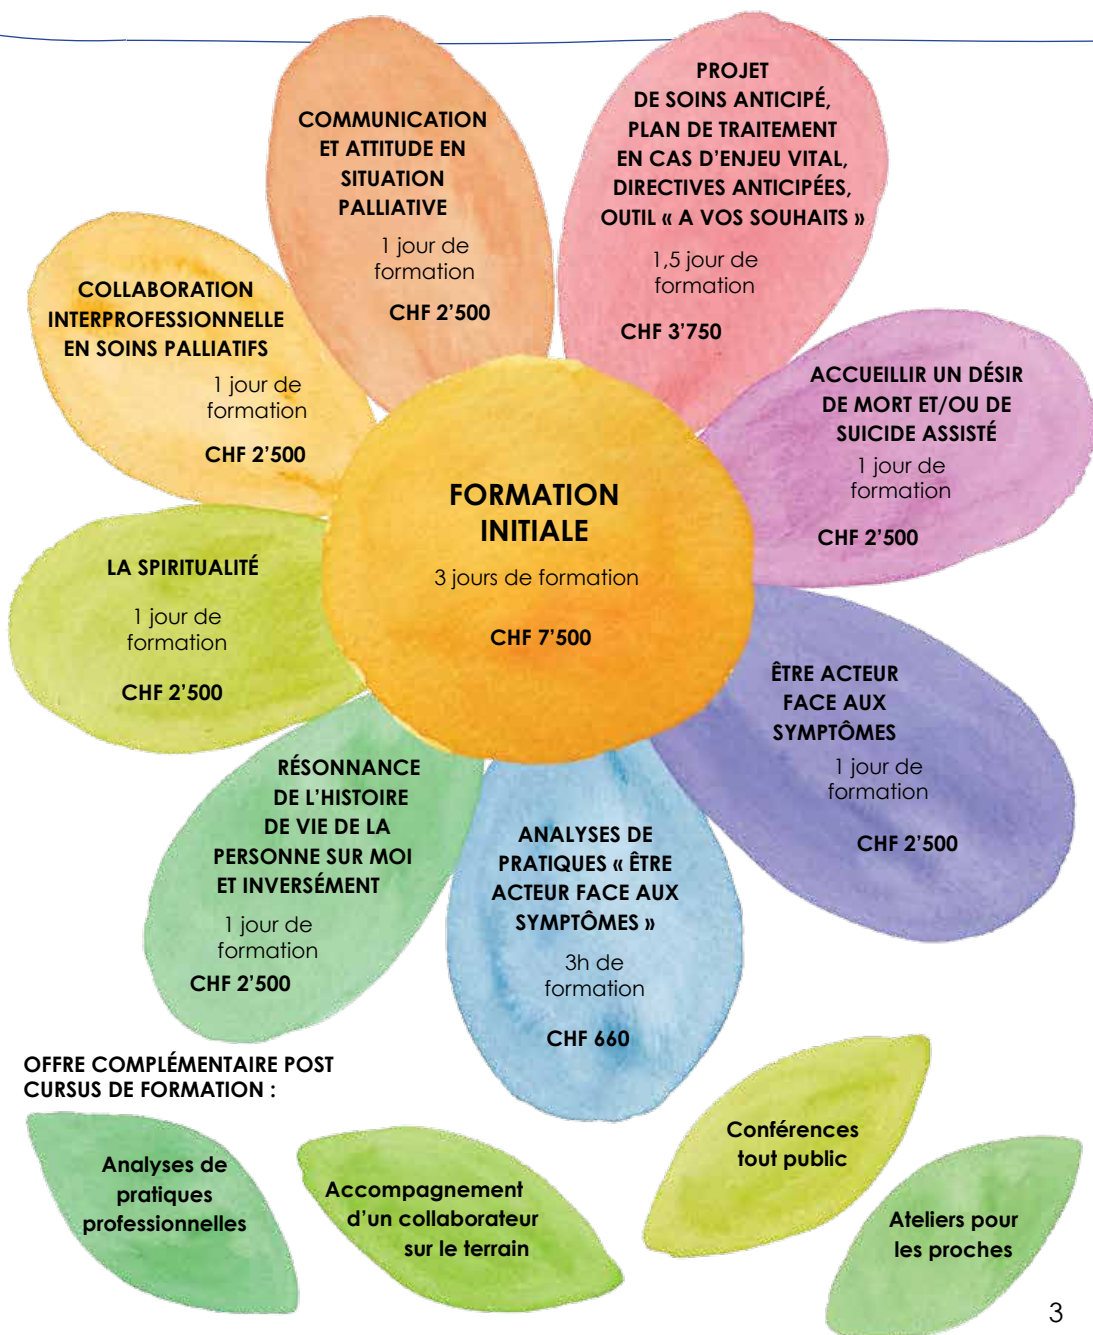 COMMUNICATION
ET ATTITUDE EN
SITUATION
PALLIATIVE
1 jour de
formation
CHF 2'500
PROJET
DE SOINS ANTICIPÉ,
PLAN DE TRAITEMENT
EN CAS D'ENJEU VITAL,
DIRECTIVES ANTICIPÉES,
OUTIL « A VOS SOUHAITS »
1,5 jour de
formation
CHF 3'750
COLLABORATION
INTERPROFESSIONNELLE
EN SOINS PALLIATIFS
1 jour de
formation
CHF 2'500
ACCUEILLIR UN DÉSIR
DE MORT ET/OU DE
SUICIDE ASSISTÉ
1 jour de
formation
CHF 2'500
FORMATION
INITIALE
3 jours de formation
CHF 7'500
LA SPIRITUALITÉ
1 jour de
formation
CHF 2'500
ÊTRE ACTEUR
FACE AUX
SYMPTÔMES
1 jour de
formation
CHF 2'500
RÉSONNANCE
DE L'HISTOIRE
DE VIE DE LA
PERSONNE SUR MOI
ET INVERSÉMENT
1 jour de
formation
CHF 2'500
ANALYSES DE
PRATIQUES « ÊTRE
ACTEUR FACE AUX
SYMPTÔMES »
3h de
formation
CHF 660
OFFRE COMPLÉMENTAIRE POST
CURSUS DE FORMATION :
Analyses de
pratiques
professionnelles
Accompagnement
d'un collaborateur
sur le terrain
Conférences
tout public
Ateliers pour
les proches
3